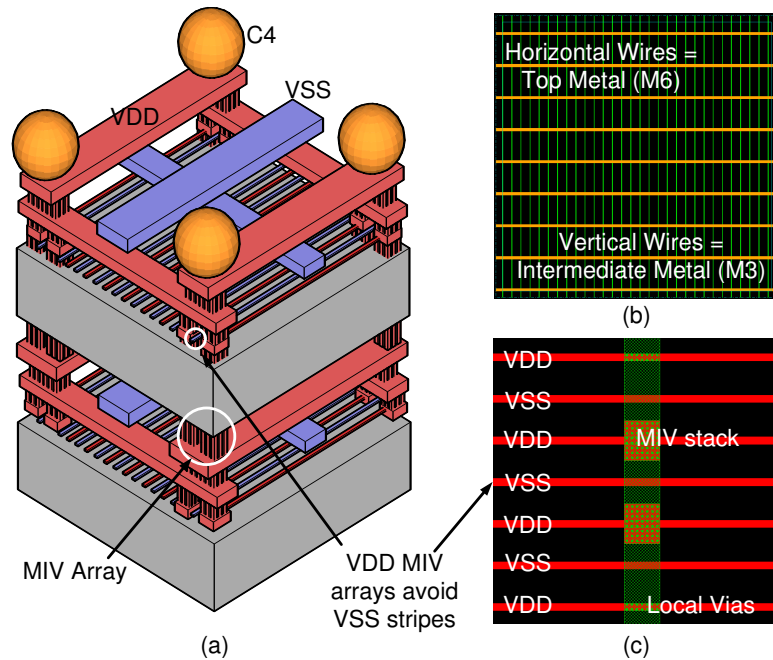 C4
VDD
VSS
MIV Array
VDD MIV
arrays avoid
VSS stripes
(a)
Horizontal Wires =
Top Metal (M6)
Vertical Wires =
Intermediate Metal (M3)
(b)
VDD
VSS
VDD
MIV stack
VSS
VDD
VSS
VDD
Local Vias
(c)